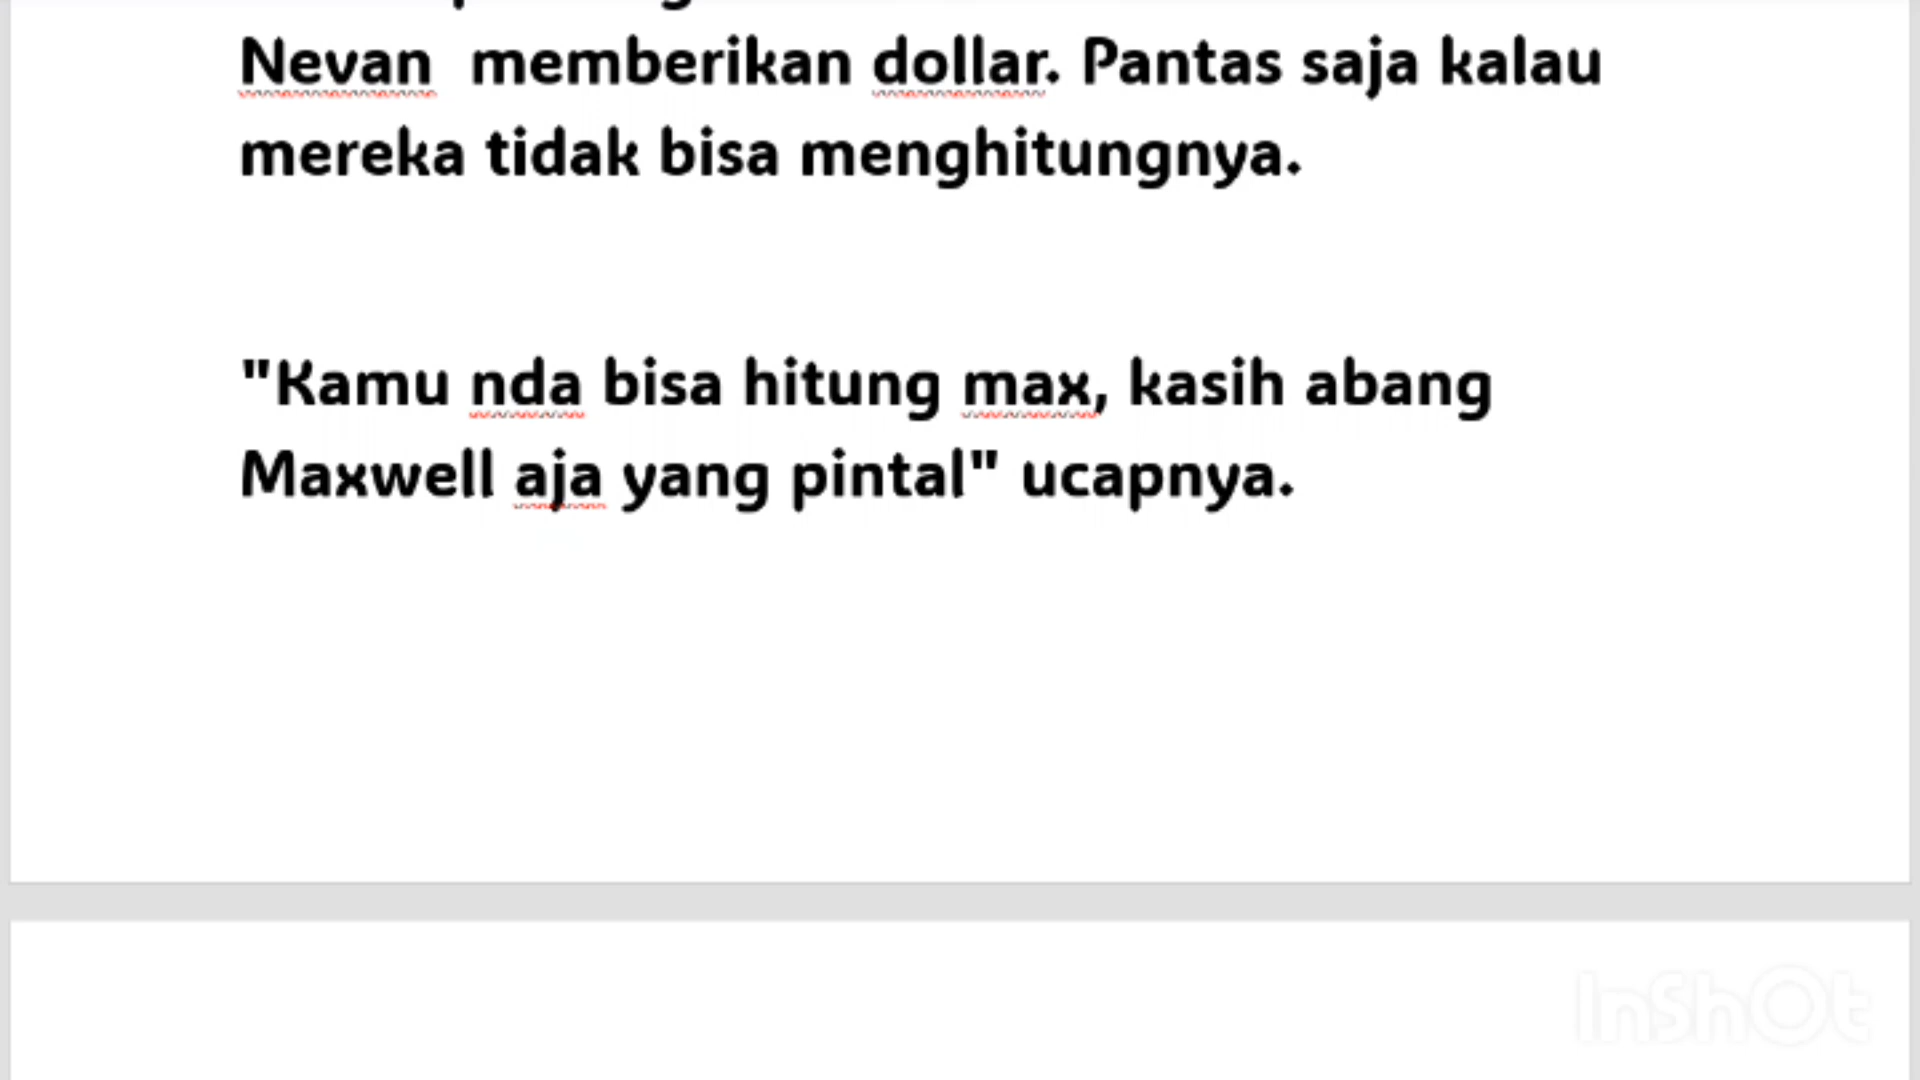 Nevan  memberikan dollar. Pantas saja kalau
mereka tidak bisa menghitungnya.
"Kamu nda bisa hitung max, kasih abang
Maxwell aja yang pintal" ucapnya.
InShOt